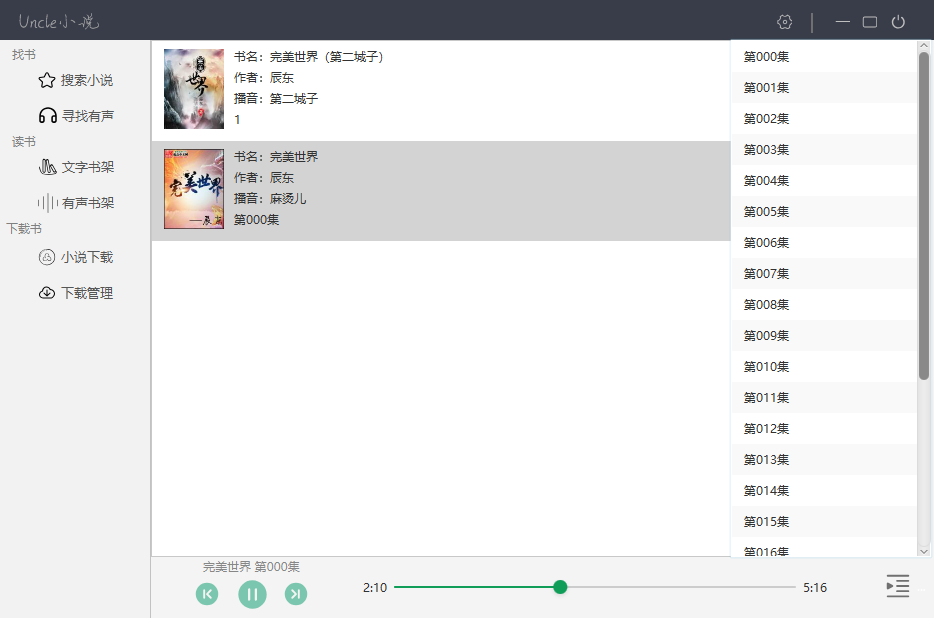 Uncle小说
找书
搜索小说
寻找有声
读书
文字书架
有声书架
下载书
小说下载
下载管理
书名：完美世界（第二城子）
作者：辰东
播音：第二城子
1
完美世界
书名：完美世界
作者：辰东
播音：麻烫儿
第000集
第000集
第001集
第002集
第003集
第004集
第005集
第006集
第007集
第008集
第009集
第010集
第011集
第012集
第013集
第014集
第015集
第016集
完美世界 第000集
2:10
5:16